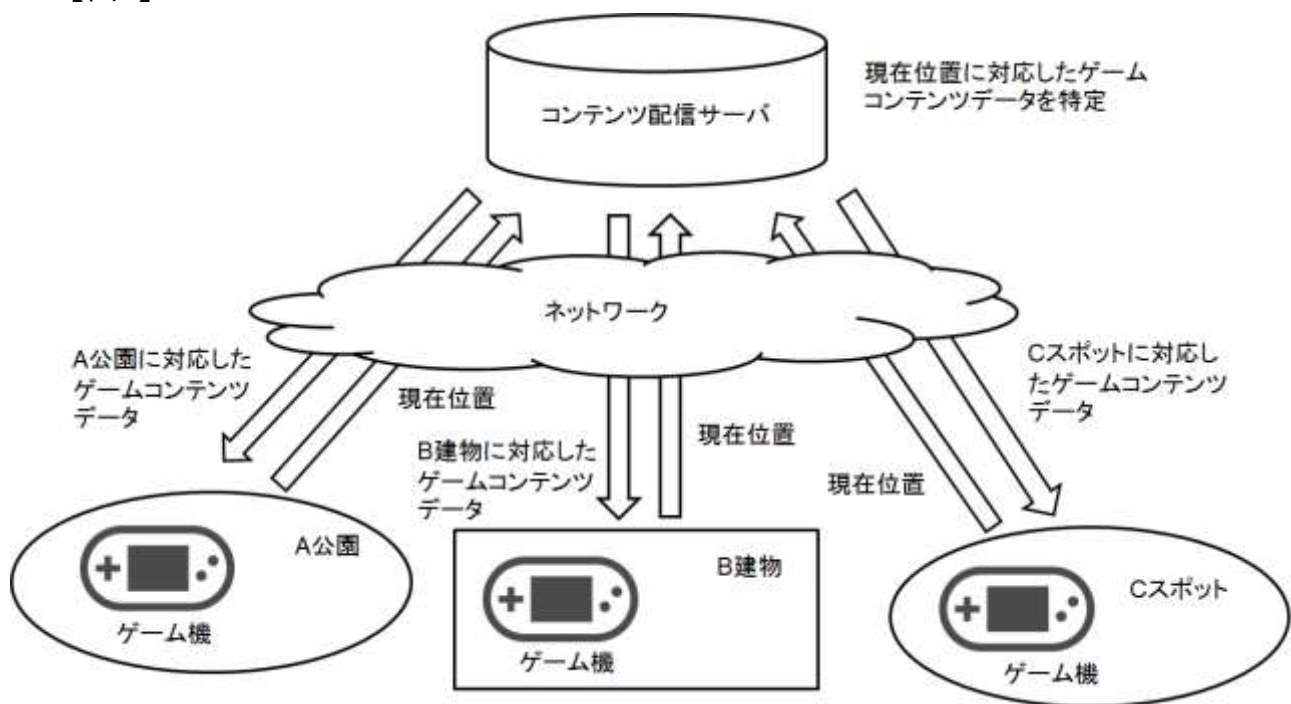 コンテンツ配信サーバ
現在位置に対応したゲーム
コンテンツデータを特定
ネットワーク
A公園に対応した
ゲームコンテンツ
データ
現在位置
B建物に対応した
ゲームコンテンツ
データ
現在位置
Cスポットに対応し
たゲームコンテンツ
データ
現在位置
A公園
ゲーム機
B建物
ゲーム機
Cスポット
ゲーム機